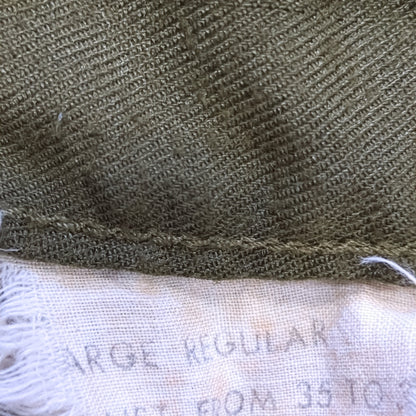 ARGE REGULAR
FROM 35 TO